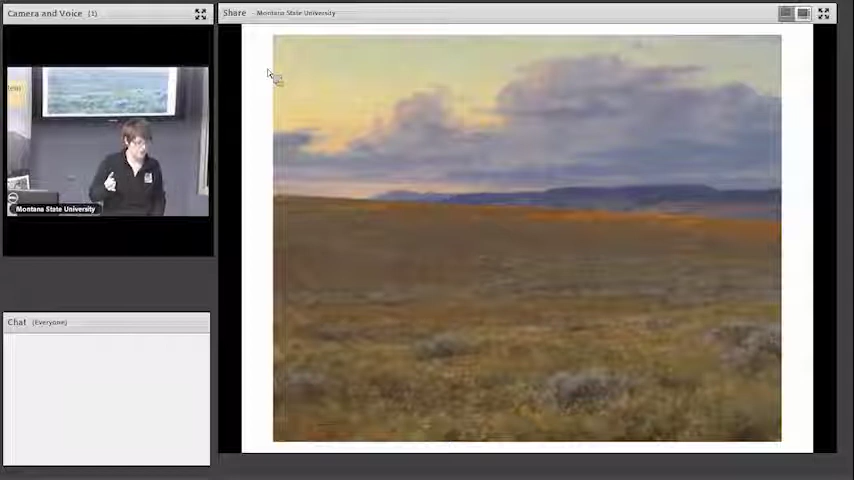 Camera and Voice (1)
Share - Montana State University
Montana State University
Chat (Everyone)